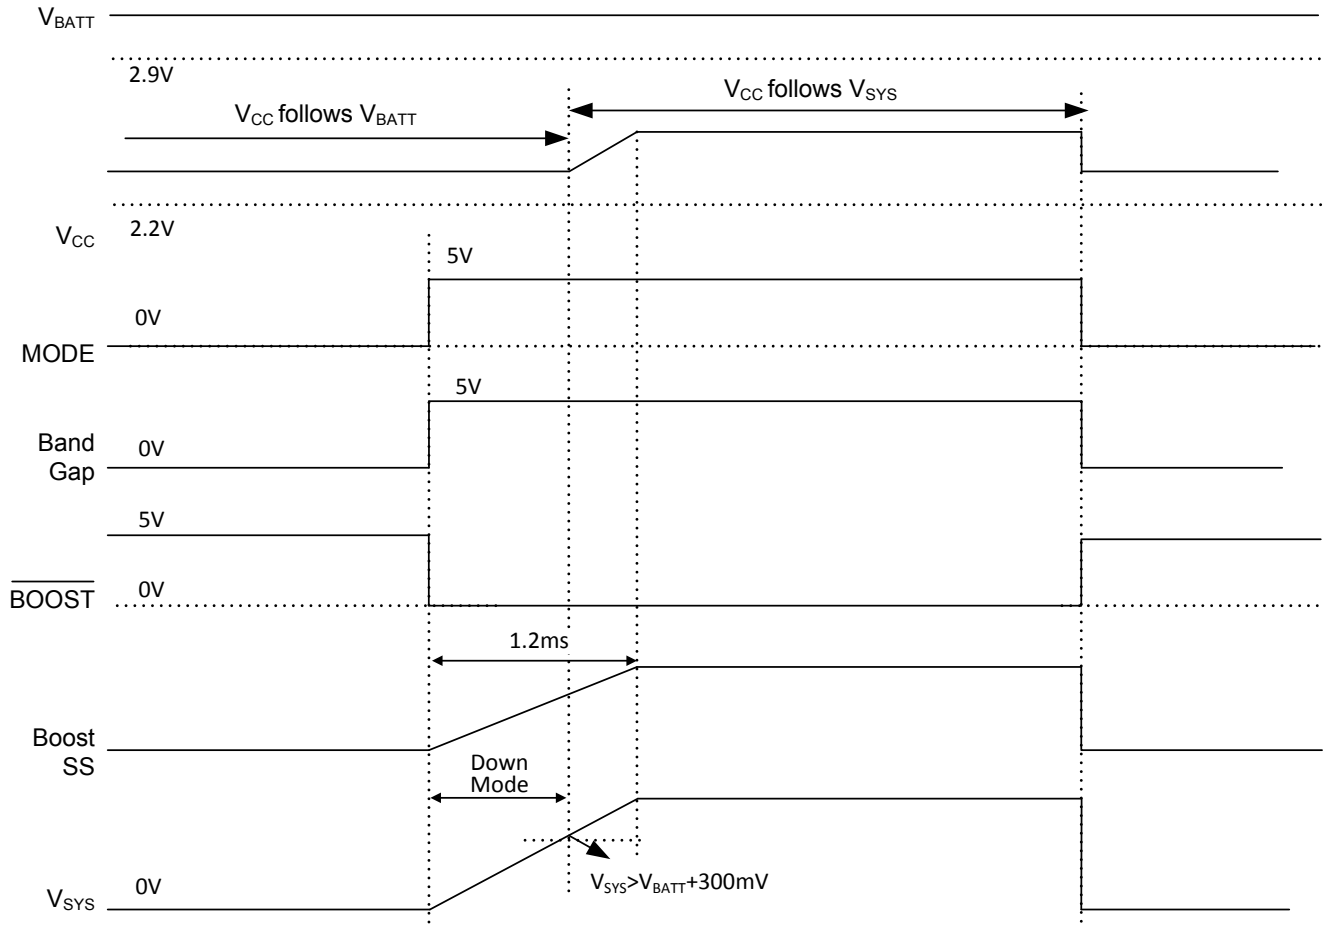 VBATT
2.9V
VCC follows VBATT
VCC follows VSYS
VCC
2.2V
5V
0V
MODE
5V
Band
Gap
0V
5V
BOOST
0V
1.2ms
Boost
SS
Down
Mode
VSYS>VBATT+300mV
0V
VSYS